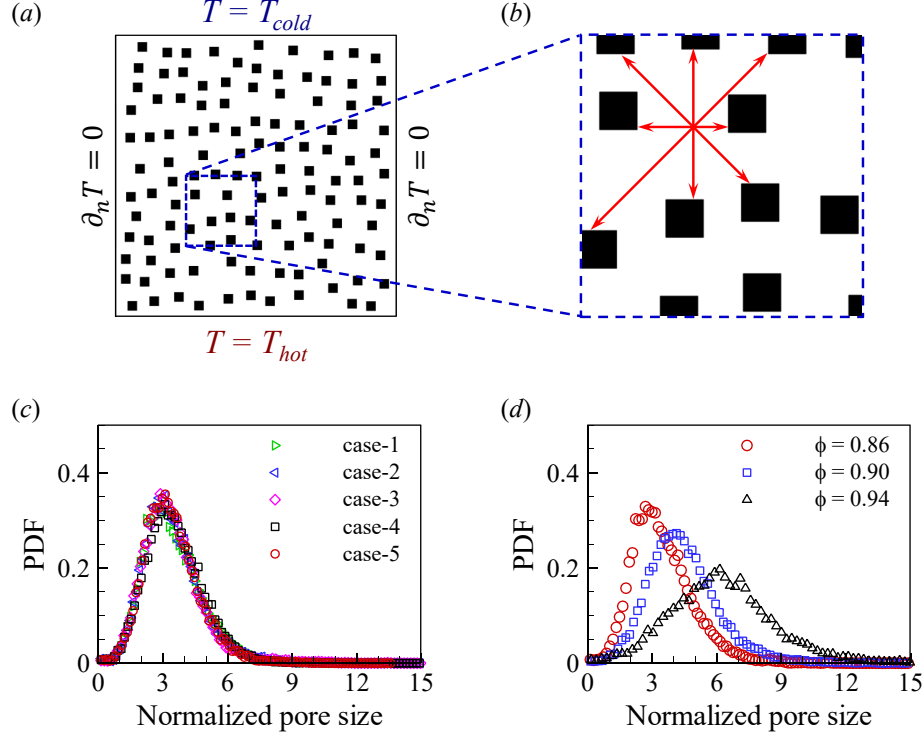 (a)
T = T_cold
∂ₙT = 0
∂ₙT = 0
T = T_hot
(b)
(c)
PDF
0.4
0.2
0
0 3 6 9 12 15
Normalized pore size
case-1
case-2
case-3
case-4
case-5
(d)
PDF
0.4
0.2
0
0 3 6 9 12 15
Normalized pore size
ϕ = 0.86
ϕ = 0.90
ϕ = 0.94